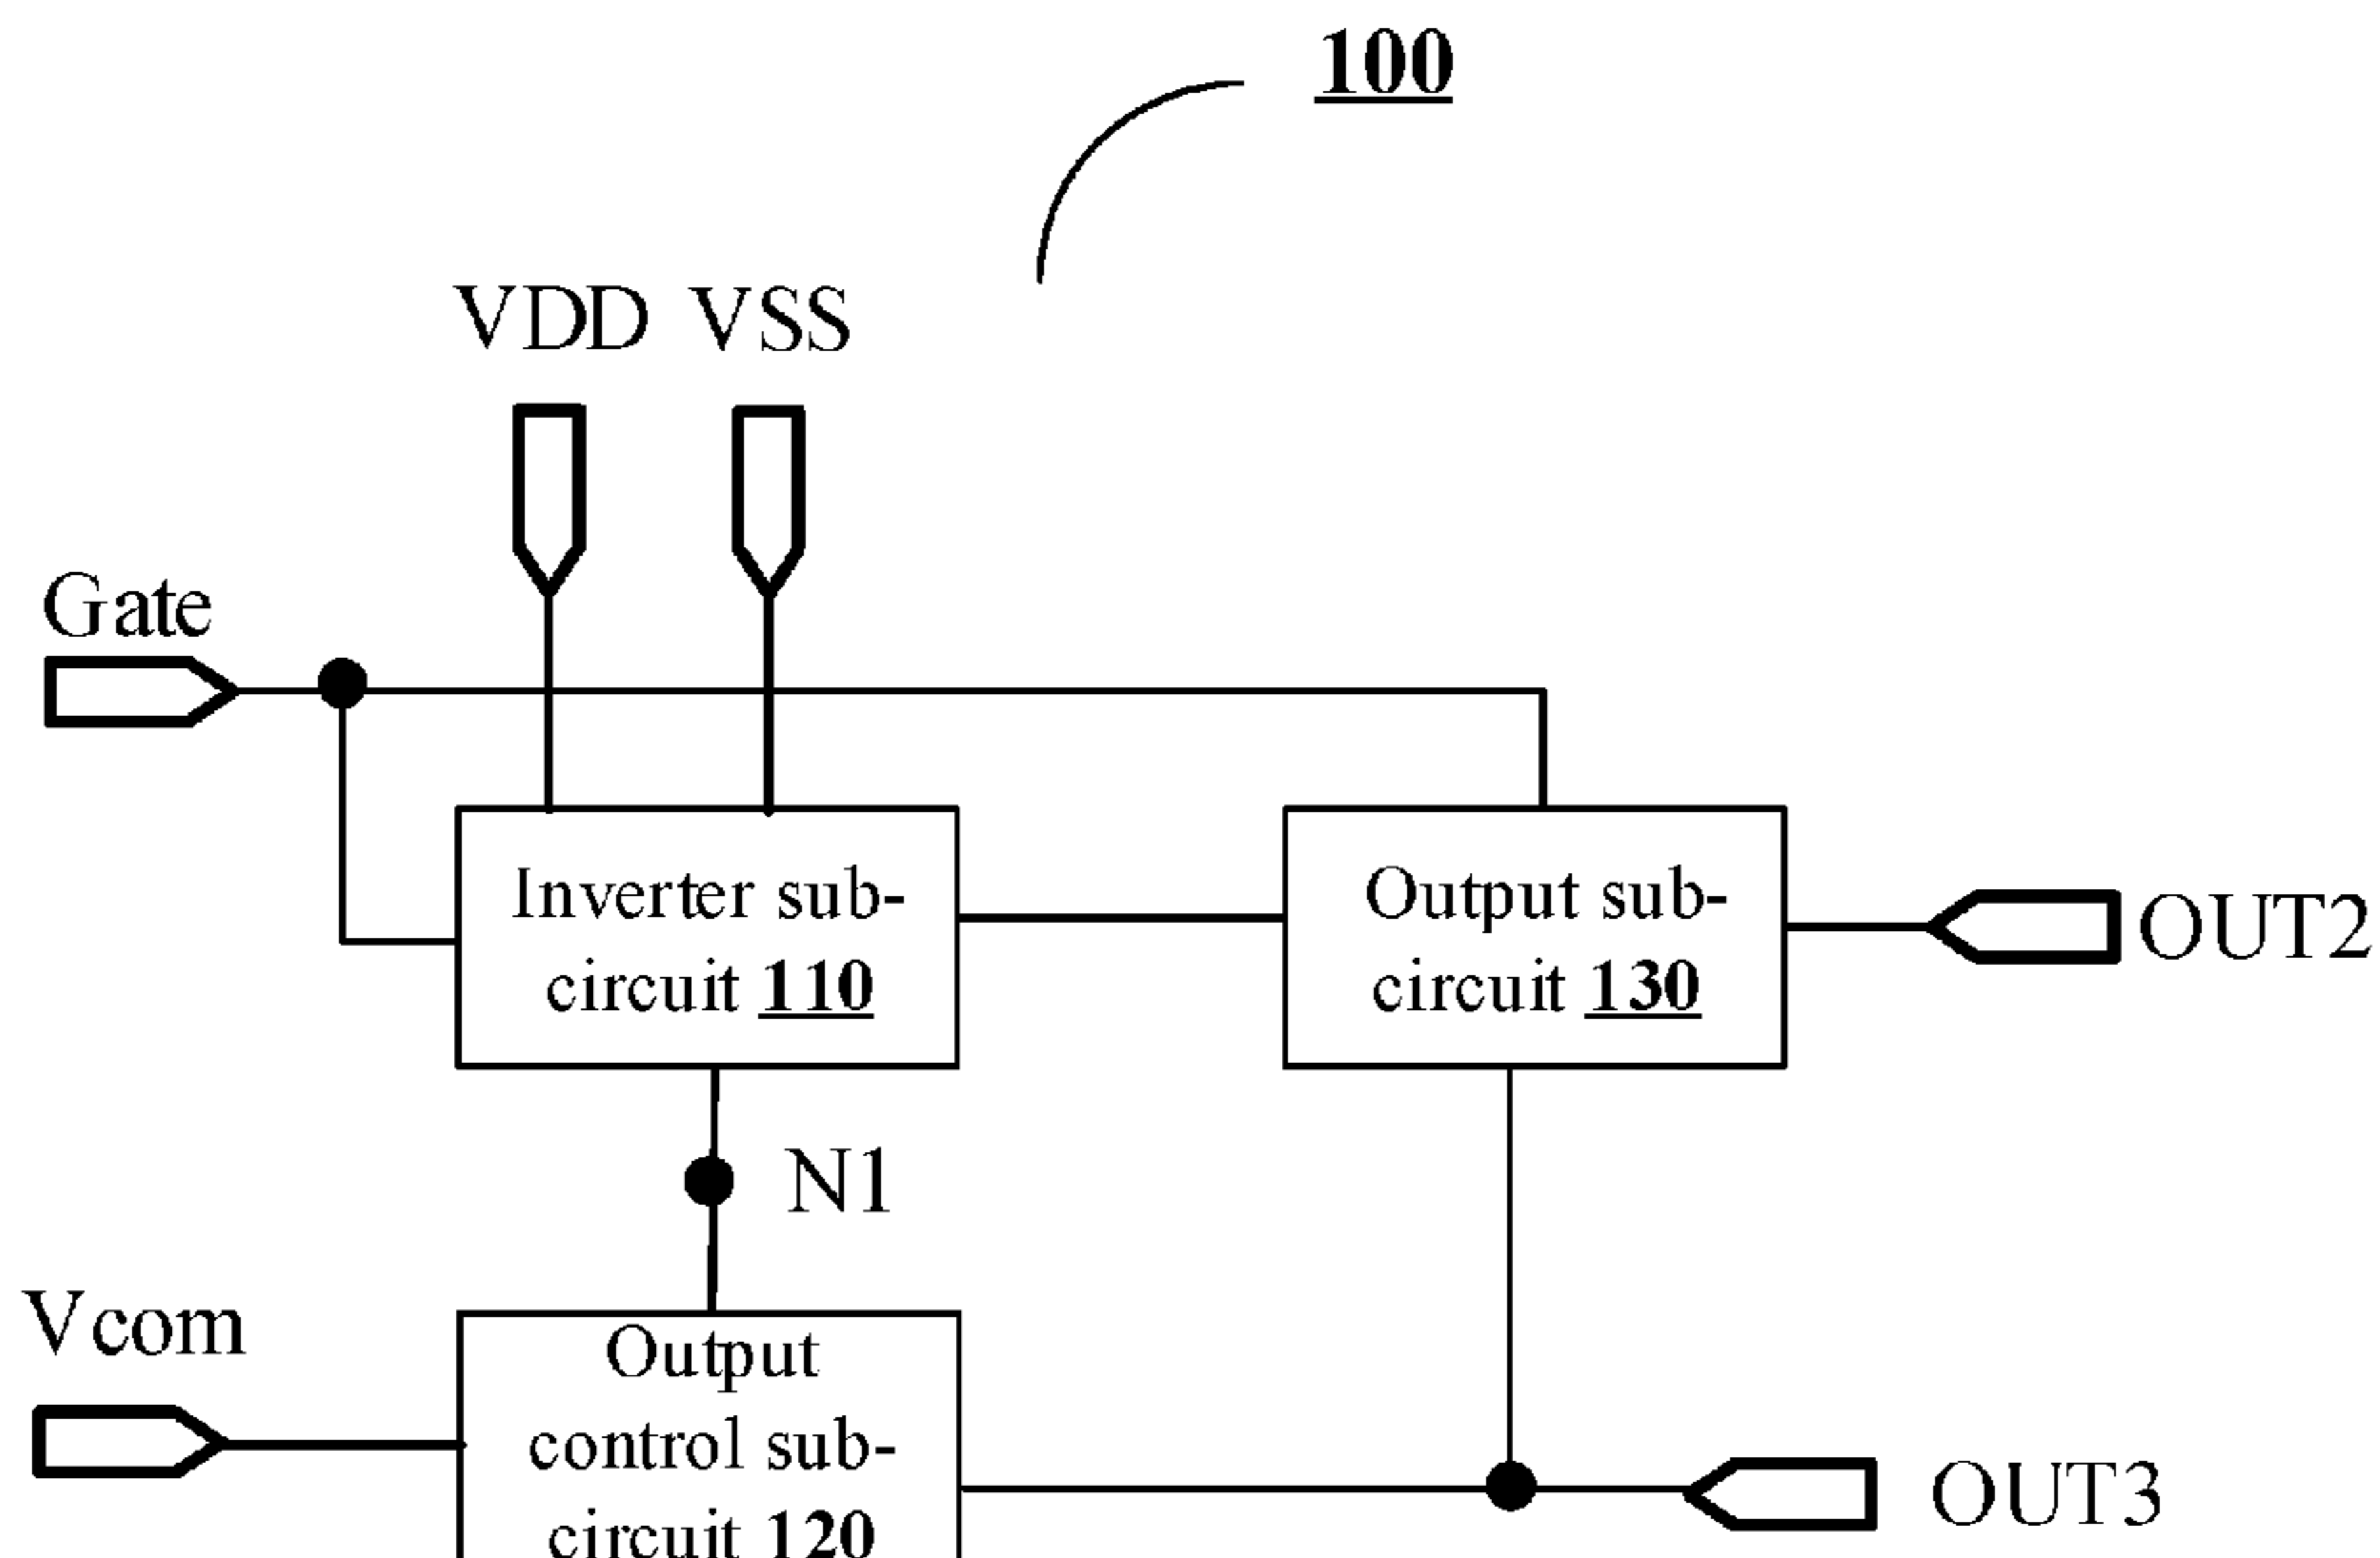 100
VDD VSS
Gate
Inverter sub-
circuit 110
Output sub-
circuit 130
OUT2
N1
Vcom
Output
control sub-
circuit 120
OUT3